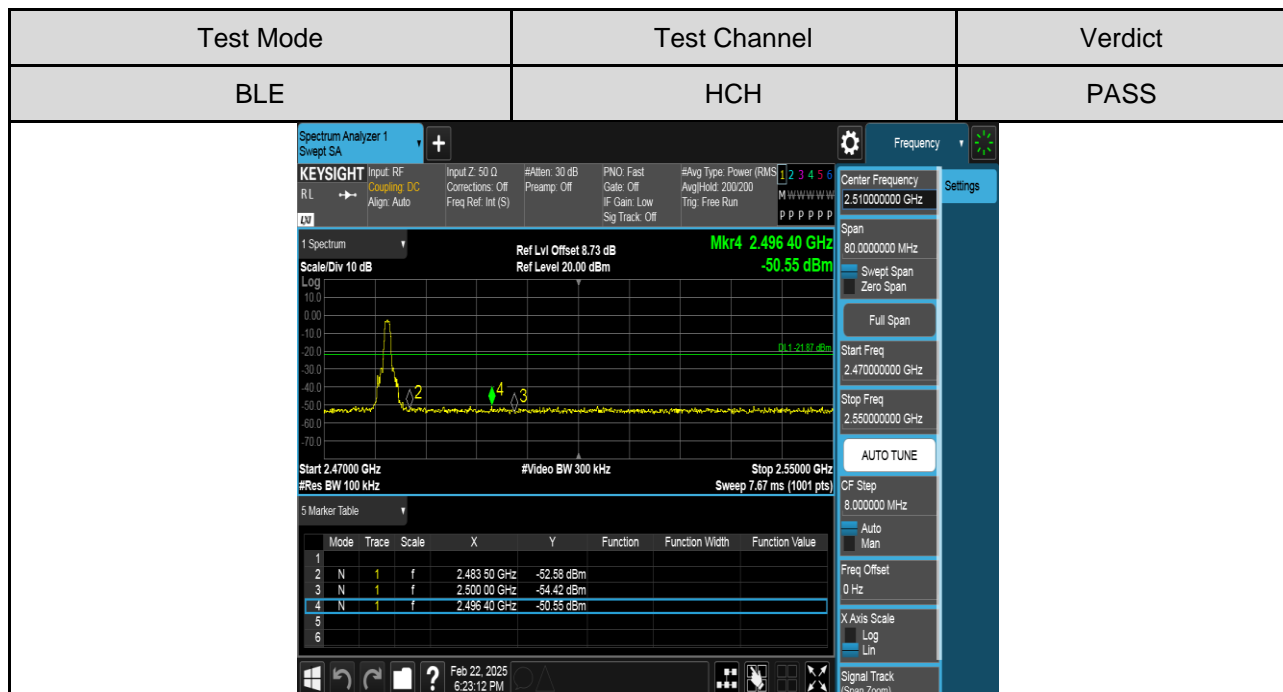 Test Mode Test Channel Verdict
BLE HCH PASS
Spectrum Analyzer 1
Swept SA
+
Frequency
KEYSIGHT
RL
LXI
Input: RF
Coupling: DC
Align: Auto
Input Z: 50 Ω
Corrections: Off
Freq Ref: Int (S)
#Atten: 30 dB
Preamp: Off
PNO: Fast
Gate: Off
IF Gain: Low
Sig Track: Off
#Avg Type: Power (RMS
Avg|Hold: 200/200
Trig: Free Run
1 2 3 4 5 6
M W W W W W
P P P P P P
Center Frequency
2.510000000 GHz
Settings
Span
80.0000000 MHz
Swept Span
Zero Span
Full Span
Start Freq
2.470000000 GHz
Stop Freq
2.550000000 GHz
AUTO TUNE
CF Step
8.000000 MHz
Auto
Man
Freq Offset
0 Hz
X Axis Scale
Log
Lin
Signal Track
(Span Zoom)
1 Spectrum
Scale/Div 10 dB
Log
Ref Lvl Offset 8.73 dB
Ref Level 20.00 dBm
Mkr4 2.496 40 GHz
-50.55 dBm
10.0
0.00
-10.0
-20.0
-30.0
-40.0
-50.0
-60.0
-70.0
DL1 -21.87 dBm
2
4
3
Start 2.47000 GHz #Video BW 300 kHz Stop 2.55000 GHz
#Res BW 100 kHz Sweep 7.67 ms (1001 pts)
5 Marker Table
Mode Trace Scale X Y Function Function Width Function Value
1
2 N 1 f 2.483 50 GHz -52.58 dBm
3 N 1 f 2.500 00 GHz -54.42 dBm
4 N 1 f 2.496 40 GHz -50.55 dBm
5
6
?
Feb 22, 2025
6:23:12 PM